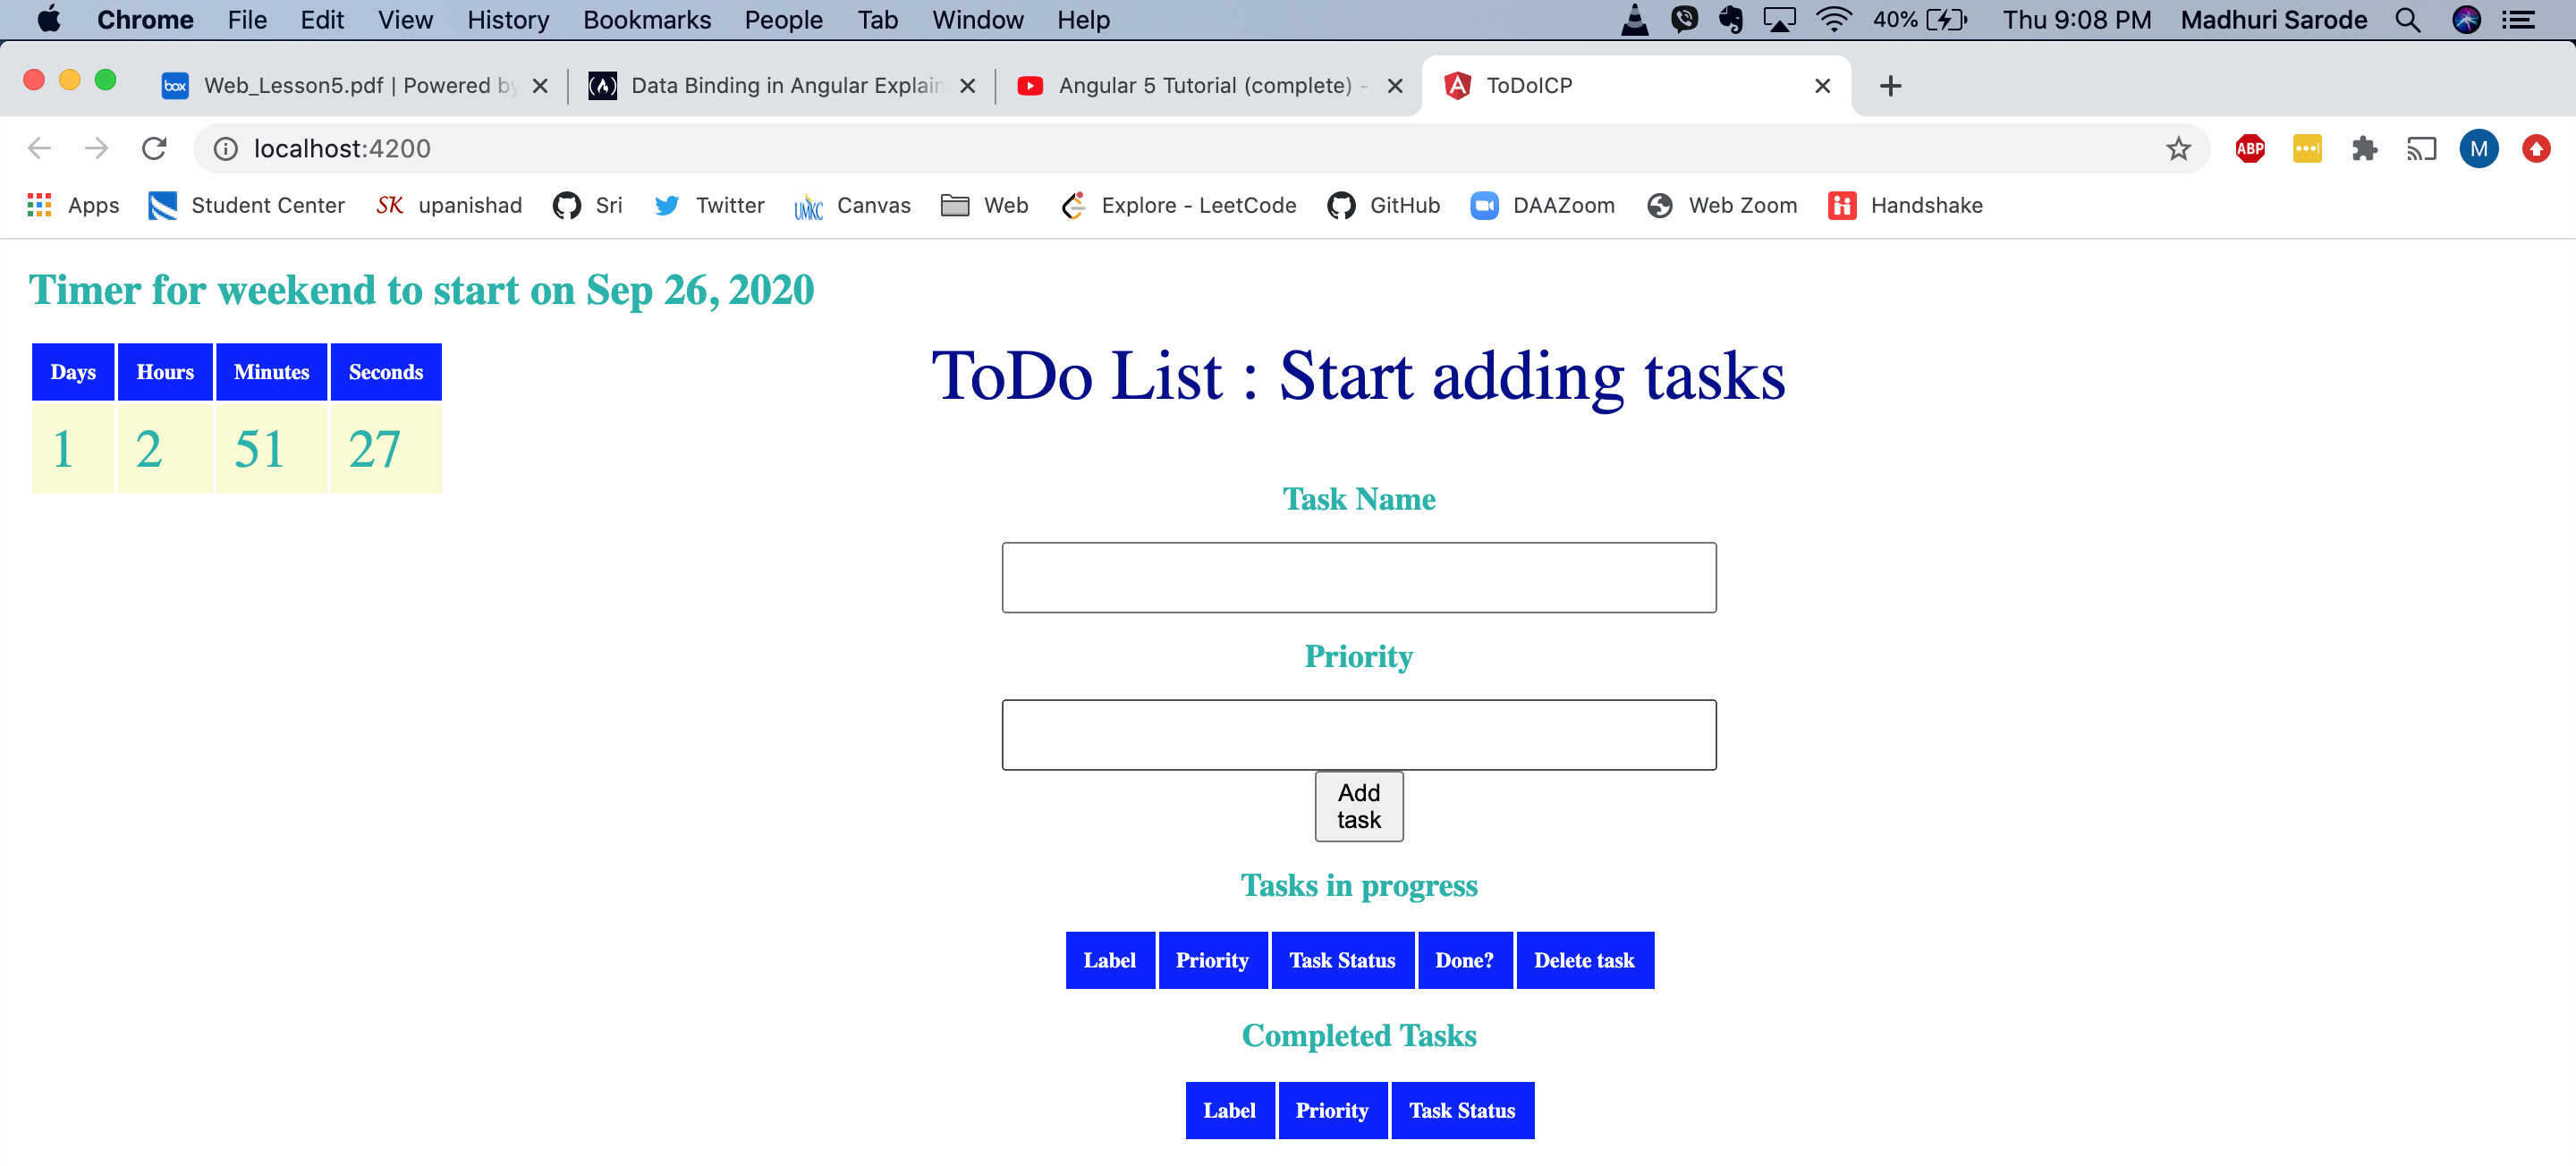 Chrome File Edit View History Bookmarks People Tab Window Help 40% Thu 9:08 PM Madhuri Sarode
box Web_Lesson5.pdf | Powered by Data Binding in Angular Explain Angular 5 Tutorial (complete) - ToDoICP
localhost:4200 ABP M
Apps Student Center SK upanishad Sri Twitter UMKC Canvas Web Explore - LeetCode GitHub DAAZoom Web Zoom Handshake
Timer for weekend to start on Sep 26, 2020
Days Hours Minutes Seconds
1 2 51 27
ToDo List : Start adding tasks
Task Name
Priority
Add
task
Tasks in progress
Label Priority Task Status Done? Delete task
Completed Tasks
Label Priority Task Status